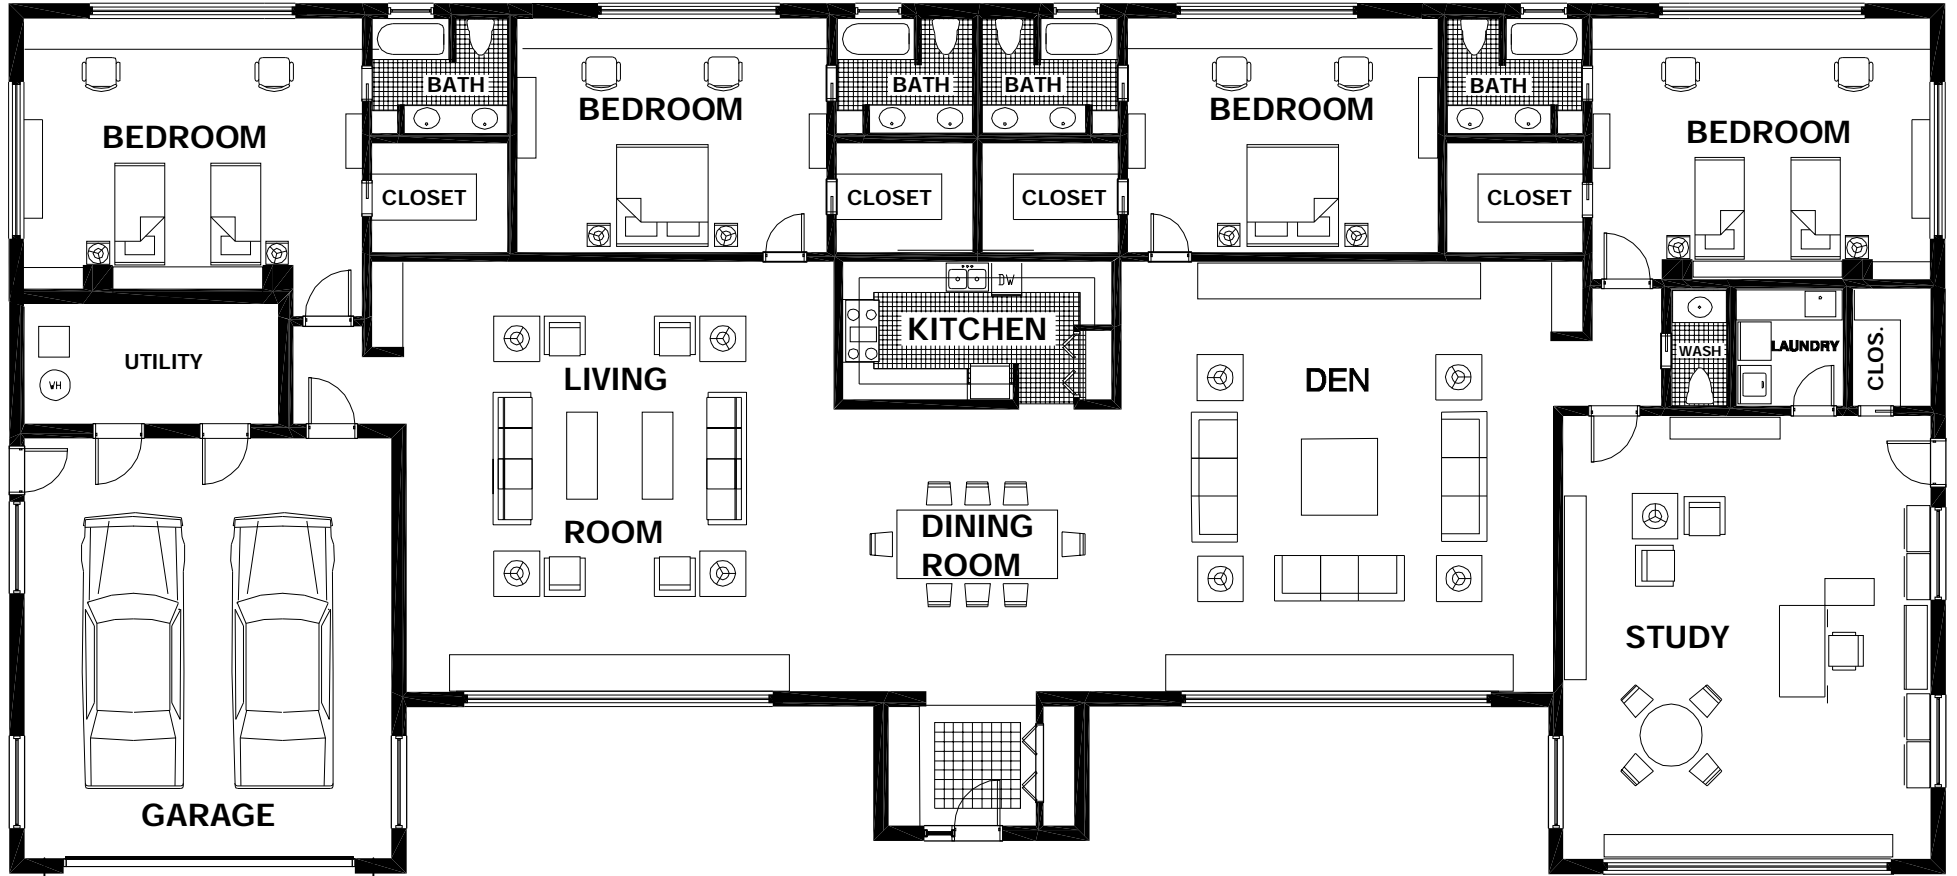 BATH
BATH
BATH
BATH
BEDROOM
BEDROOM
BEDROOM
BEDROOM
CLOSET
CLOSET
CLOSET
CLOSET
DW
KITCHEN
UTILITY
WH
LIVING
ROOM
DEN
WASH
LAUNDRY
CLOS.
DINING
ROOM
STUDY
GARAGE